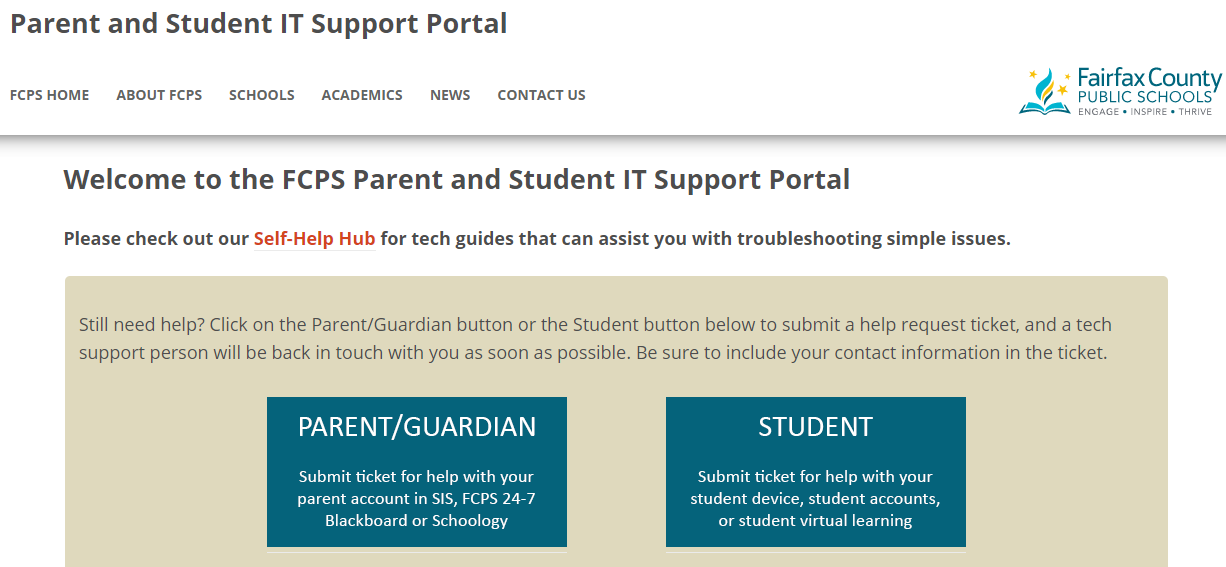 Parent and Student IT Support Portal
FCPS HOME ABOUT FCPS SCHOOLS ACADEMICS NEWS CONTACT US
Fairfax County
PUBLIC SCHOOLS
ENGAGE • INSPIRE • THRIVE
Welcome to the FCPS Parent and Student IT Support Portal
Please check out our Self-Help Hub for tech guides that can assist you with troubleshooting simple issues.
Still need help? Click on the Parent/Guardian button or the Student button below to submit a help request ticket, and a tech
support person will be back in touch with you as soon as possible. Be sure to include your contact information in the ticket.
PARENT/GUARDIAN
Submit ticket for help with your
parent account in SIS, FCPS 24-7
Blackboard or Schoology
STUDENT
Submit ticket for help with your
student device, student accounts,
or student virtual learning